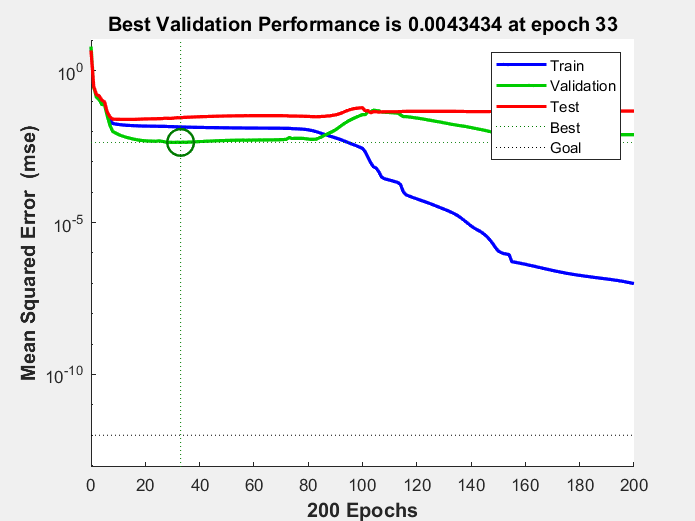 Best Validation Performance is 0.0043434 at epoch 33
Mean Squared Error  (mse)
10^0
10^-5
10^-10
Train
Validation
Test
Best
Goal
0 20 40 60 80 100 120 140 160 180 200
200 Epochs